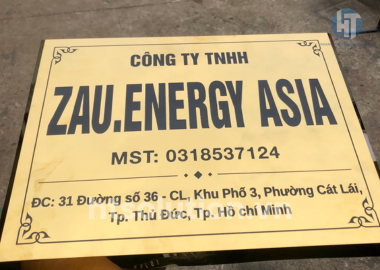 HT
CÔNG TY TNHH
ZAU.ENERGY ASIA
MST: 0318537124
ĐC: 31 Đường số 36 - CL, Khu Phố 3, Phường Cát Lái,
Tp. Thủ Đức, Tp. Hồ chí Minh